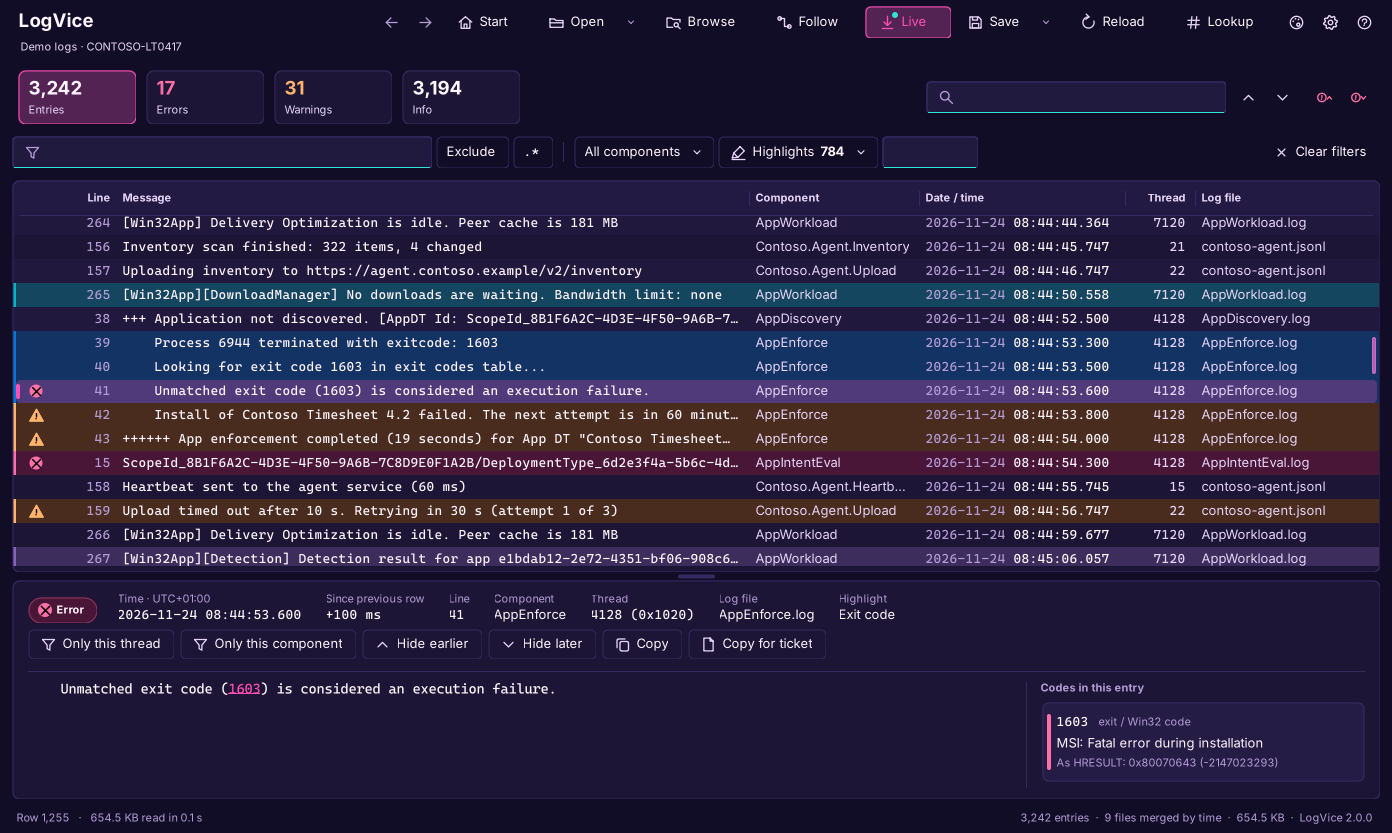 LogVice
Start Open Browse Follow Live Save Reload # Lookup
Demo logs · CONTOSO-LT0417
3,242 17 31 3,194
Entries Errors Warnings Info
Exclude .* All components Highlights 784 Clear filters
Line Message Component Date / time Thread Log file
264 [Win32App] Delivery Optimization is idle. Peer cache is 181 MB AppWorkload 2026-11-24 08:44:44.364 7120 AppWorkload.log
156 Inventory scan finished: 322 items, 4 changed Contoso.Agent.Inventory 2026-11-24 08:44:45.747 21 contoso-agent.jsonl
157 Uploading inventory to https://agent.contoso.example/v2/inventory Contoso.Agent.Upload 2026-11-24 08:44:46.747 22 contoso-agent.jsonl
265 [Win32App][DownloadManager] No downloads are waiting. Bandwidth limit: none AppWorkload 2026-11-24 08:44:50.558 7120 AppWorkload.log
38 +++ Application not discovered. [AppDT Id: ScopeId_8B1F6A2C-4D3E-4F50-9A6B-7… AppDiscovery 2026-11-24 08:44:52.500 4128 AppDiscovery.log
39 Process 6944 terminated with exitcode: 1603 AppEnforce 2026-11-24 08:44:53.300 4128 AppEnforce.log
40 Looking for exit code 1603 in exit codes table... AppEnforce 2026-11-24 08:44:53.500 4128 AppEnforce.log
41 Unmatched exit code (1603) is considered an execution failure. AppEnforce 2026-11-24 08:44:53.600 4128 AppEnforce.log
42 Install of Contoso Timesheet 4.2 failed. The next attempt is in 60 minut… AppEnforce 2026-11-24 08:44:53.800 4128 AppEnforce.log
43 ++++++ App enforcement completed (19 seconds) for App DT "Contoso Timesheet… AppEnforce 2026-11-24 08:44:54.000 4128 AppEnforce.log
15 ScopeId_8B1F6A2C-4D3E-4F50-9A6B-7C8D9E0F1A2B/DeploymentType_6d2e3f4a-5b6c-4d… AppIntentEval 2026-11-24 08:44:54.300 4128 AppIntentEval.log
158 Heartbeat sent to the agent service (60 ms) Contoso.Agent.Heartb… 2026-11-24 08:44:55.745 15 contoso-agent.jsonl
159 Upload timed out after 10 s. Retrying in 30 s (attempt 1 of 3) Contoso.Agent.Upload 2026-11-24 08:44:56.747 22 contoso-agent.jsonl
266 [Win32App] Delivery Optimization is idle. Peer cache is 181 MB AppWorkload 2026-11-24 08:44:59.677 7120 AppWorkload.log
267 [Win32App][Detection] Detection result for app e1bdab12-2e72-4351-bf06-908c6… AppWorkload 2026-11-24 08:45:06.057 7120 AppWorkload.log
Time · UTC+01:00 Since previous row Line Component Thread Log file Highlight
Error 2026-11-24 08:44:53.600 +100 ms 41 AppEnforce 4128 (0x1020) AppEnforce.log Exit code
Only this thread Only this component Hide earlier Hide later Copy Copy for ticket
Unmatched exit code (1603) is considered an execution failure.
Codes in this entry
1603 exit / Win32 code
MSI: Fatal error during installation
As HRESULT: 0x80070643 (-2147023293)
Row 1,255 · 654.5 KB read in 0.1 s
3,242 entries · 9 files merged by time · 654.5 KB · LogVice 2.0.0